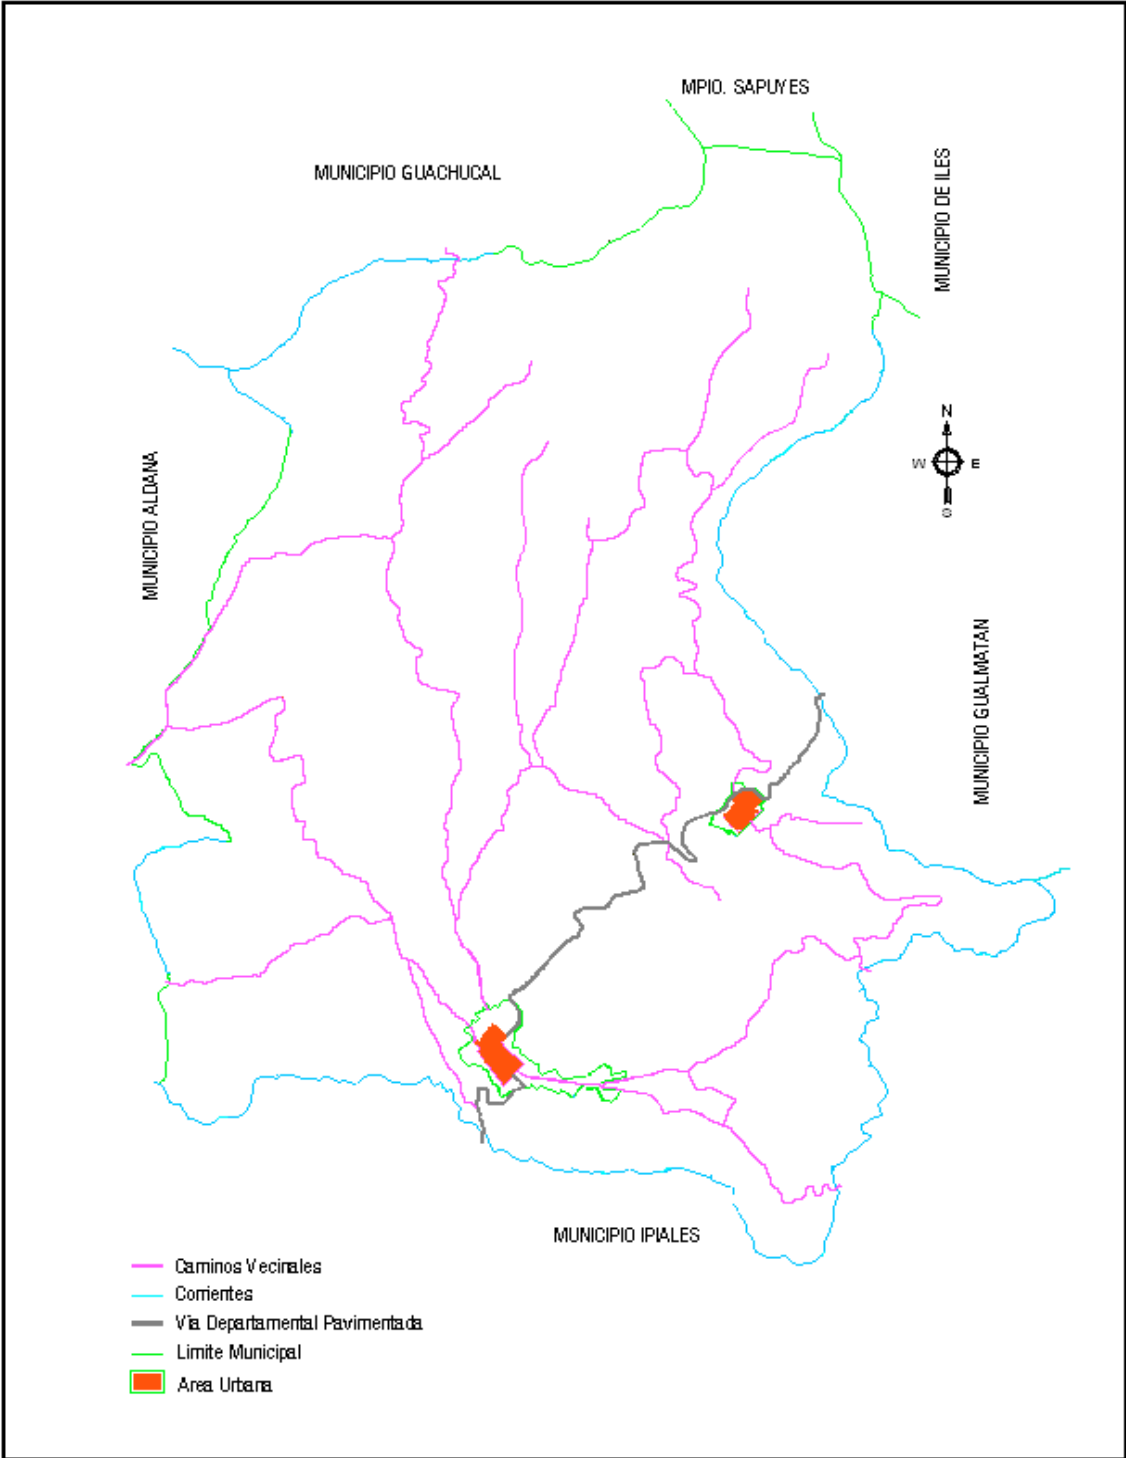 MPIO. SAPUYES
MUNICIPIO GUACHUCAL
MUNICIPIO DE ILES
N
W
E
S
MUNICIPIO ALDANA
MUNICIPIO GUALMATAN
MUNICIPIO IPIALES
Caminos Vecinales
Corrientes
Vía Departamental Pavimentada
Limite Municipal
Area Urbana